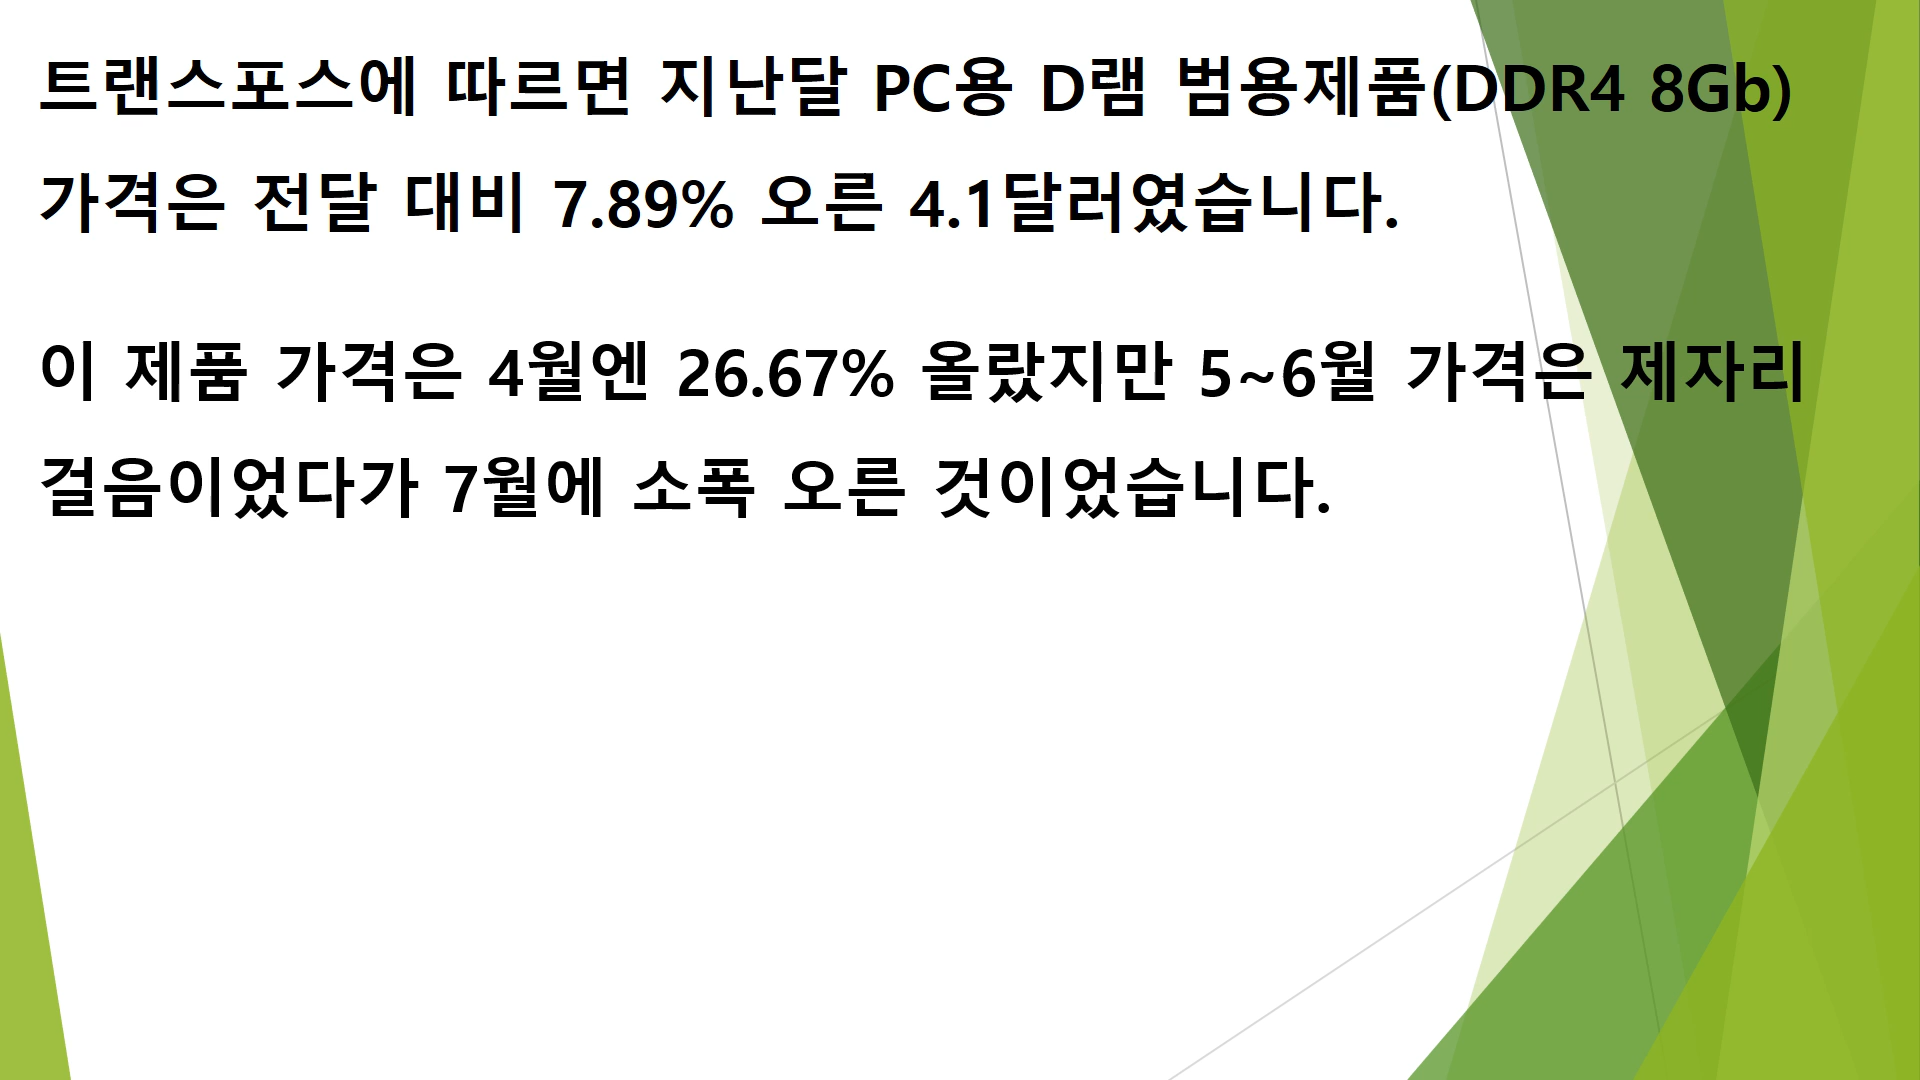 트랜스포스에 따르면 지난달 PC용 D램 범용제품(DDR4 8Gb)
가격은 전달 대비 7.89% 오른 4.1달러였습니다.
이 제품 가격은 4월엔 26.67% 올랐지만 5~6월 가격은 제자리
걸음이었다가 7월에 소폭 오른 것이었습니다.